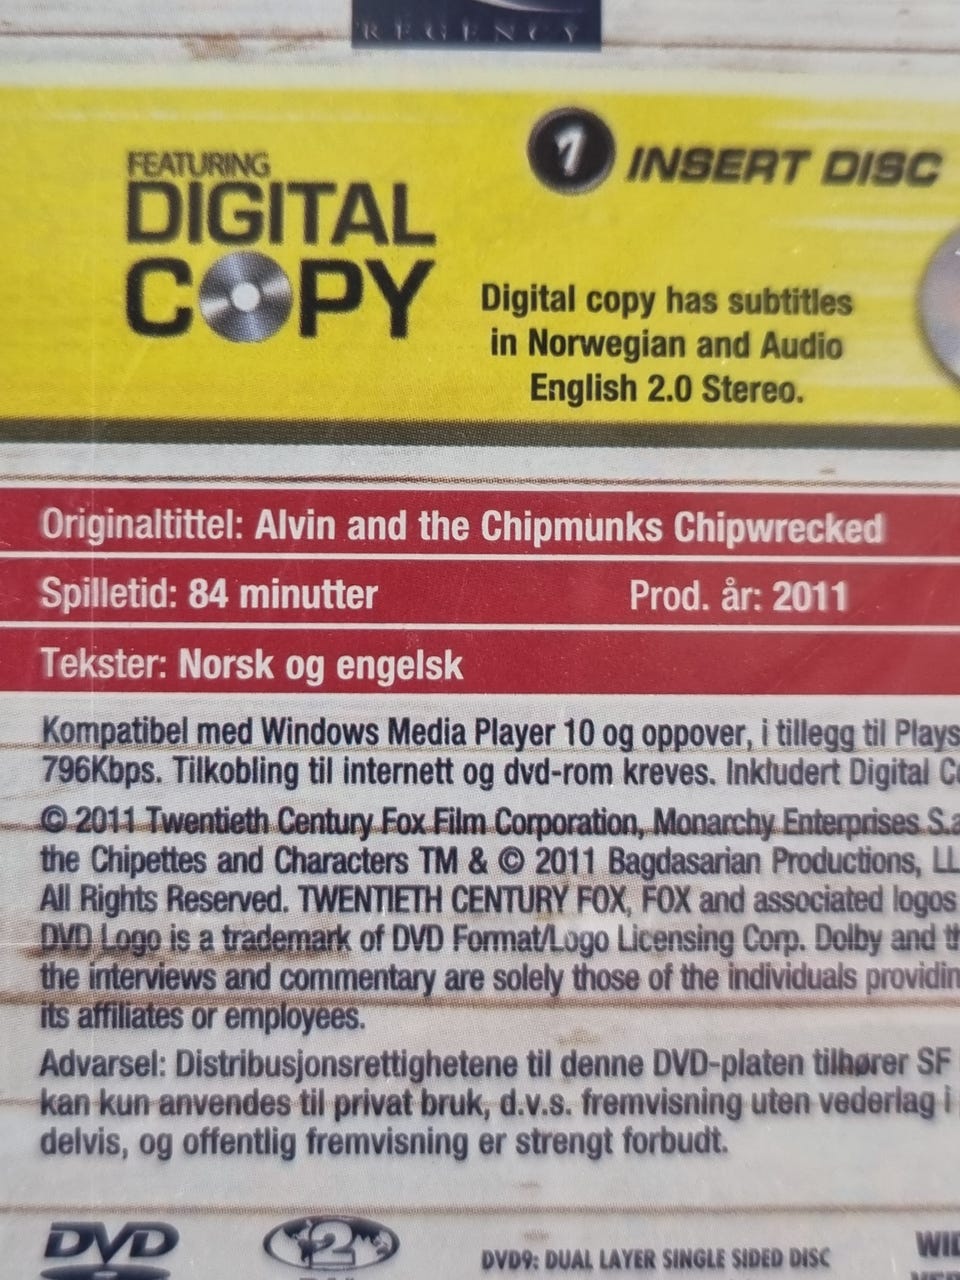 REGENCY
FEATURING
DIGITAL
COPY
1 INSERT DISC
Digital copy has subtitles
in Norwegian and Audio
English 2.0 Stereo.
Originaltittel: Alvin and the Chipmunks Chipwrecked
Spilletid: 84 minutter Prod. år: 2011
Tekster: Norsk og engelsk
Kompatibel med Windows Media Player 10 og oppover, i tillegg til Plays
796Kbps. Tilkobling til internett og dvd-rom kreves. Inkludert Digital Co
© 2011 Twentieth Century Fox Film Corporation, Monarchy Enterprises S.a
the Chipettes and Characters TM & © 2011 Bagdasarian Productions, LL
All Rights Reserved. TWENTIETH CENTURY FOX, FOX and associated logos
DVD Logo is a trademark of DVD Format/Logo Licensing Corp. Dolby and th
the interviews and commentary are solely those of the individuals providin
its affiliates or employees.
Advarsel: Distribusjonsrettighetene til denne DVD-platen tilhører SF
kan kun anvendes til privat bruk, d.v.s. fremvisning uten vederlag i
delvis, og offentlig fremvisning er strengt forbudt.
DVD 2 DVD9: DUAL LAYER SINGLE SIDED DISC WID